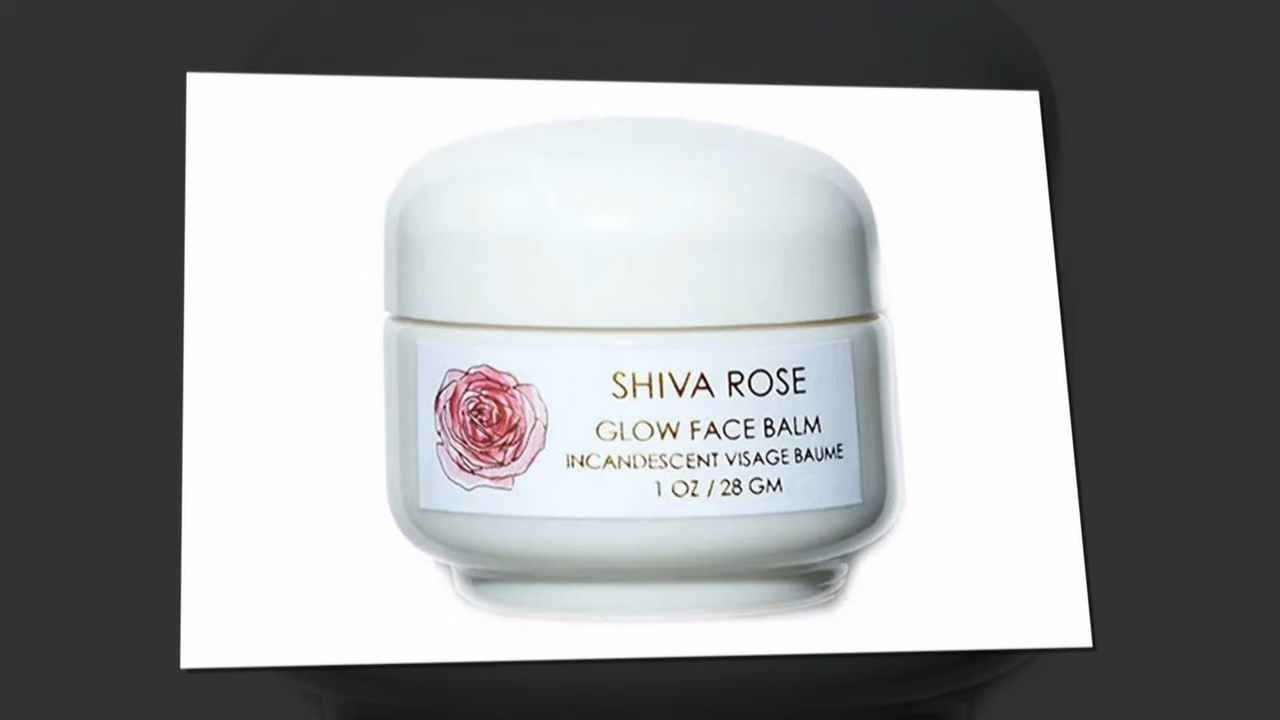 SHIVA ROSE
GLOW FACE BALM
INCANDESCENT VISAGE BAUME
1 OZ / 28 GM